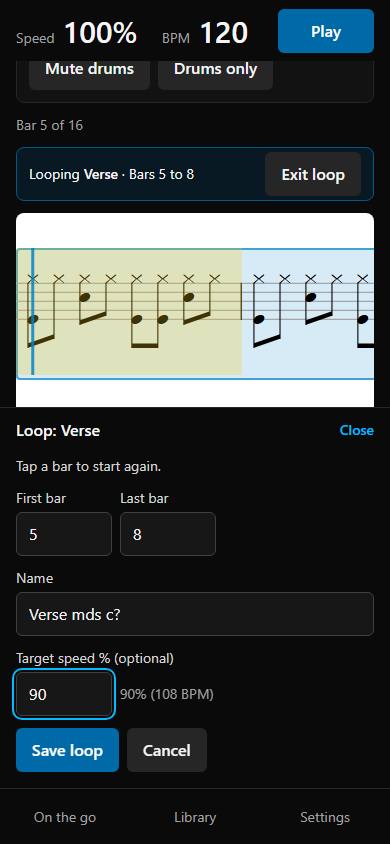 Speed 100% BPM 120 Play
Mute drums Drums only
Bar 5 of 16
Looping Verse · Bars 5 to 8 Exit loop
Loop: Verse Close
Tap a bar to start again.
First bar Last bar
5 8
Name
Verse mds c?
Target speed % (optional)
90 90% (108 BPM)
Save loop Cancel
On the go Library Settings